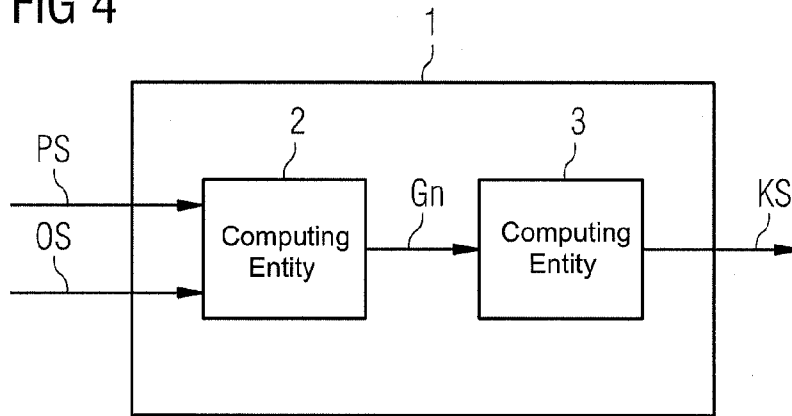 FIG 4
1
PS
2
3
Gn
KS
OS
Computing
Entity
Computing
Entity